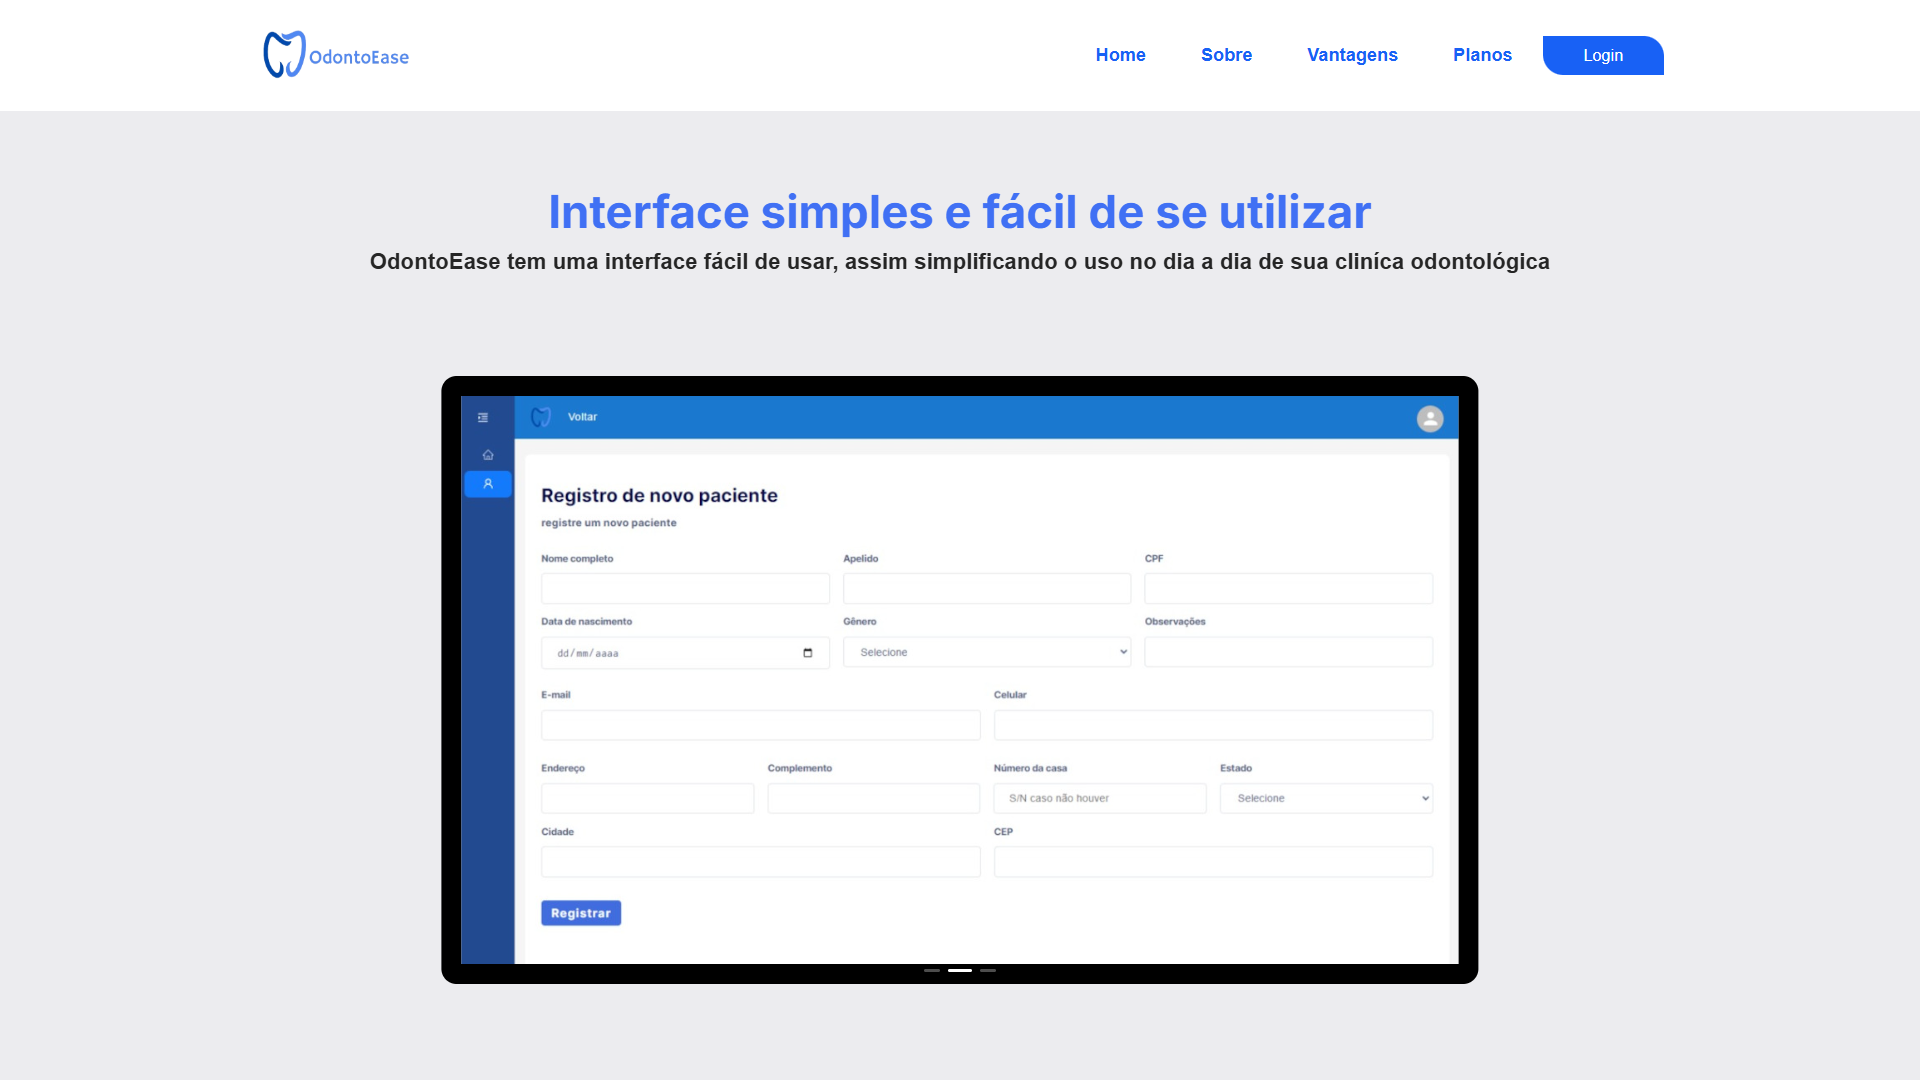 OdontoEase
Home Sobre Vantagens Planos Login
Interface simples e fácil de se utilizar
OdontoEase tem uma interface fácil de usar, assim simplificando o uso no dia a dia de sua cliníca odontológica
Voltar
Registro de novo paciente
registre um novo paciente
Nome completo Apelido CPF
Data de nascimento Gênero Observações
dd/mm/aaaa Selecione
E-mail Celular
Endereço Complemento Número da casa Estado
S/N caso não houver Selecione
Cidade CEP
Registrar